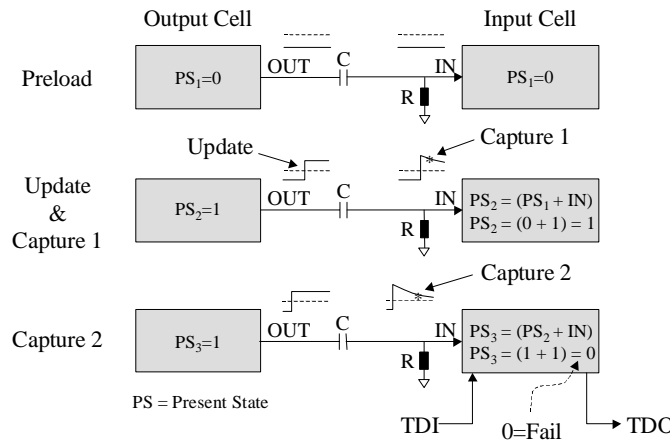 Output Cell
Input Cell
Preload
PS₁=0
OUT
C
IN
R
PS₁=0
Update
Capture 1
Update
&
Capture 1
PS₂=1
OUT
C
IN
R
PS₂ = (PS₁ + IN)
PS₂ = (0 + 1) = 1
Capture 2
Capture 2
PS₃=1
OUT
C
IN
R
PS₃ = (PS₂ + IN)
PS₃ = (1 + 1) = 0
PS = Present State
TDI
0=Fail
TDO